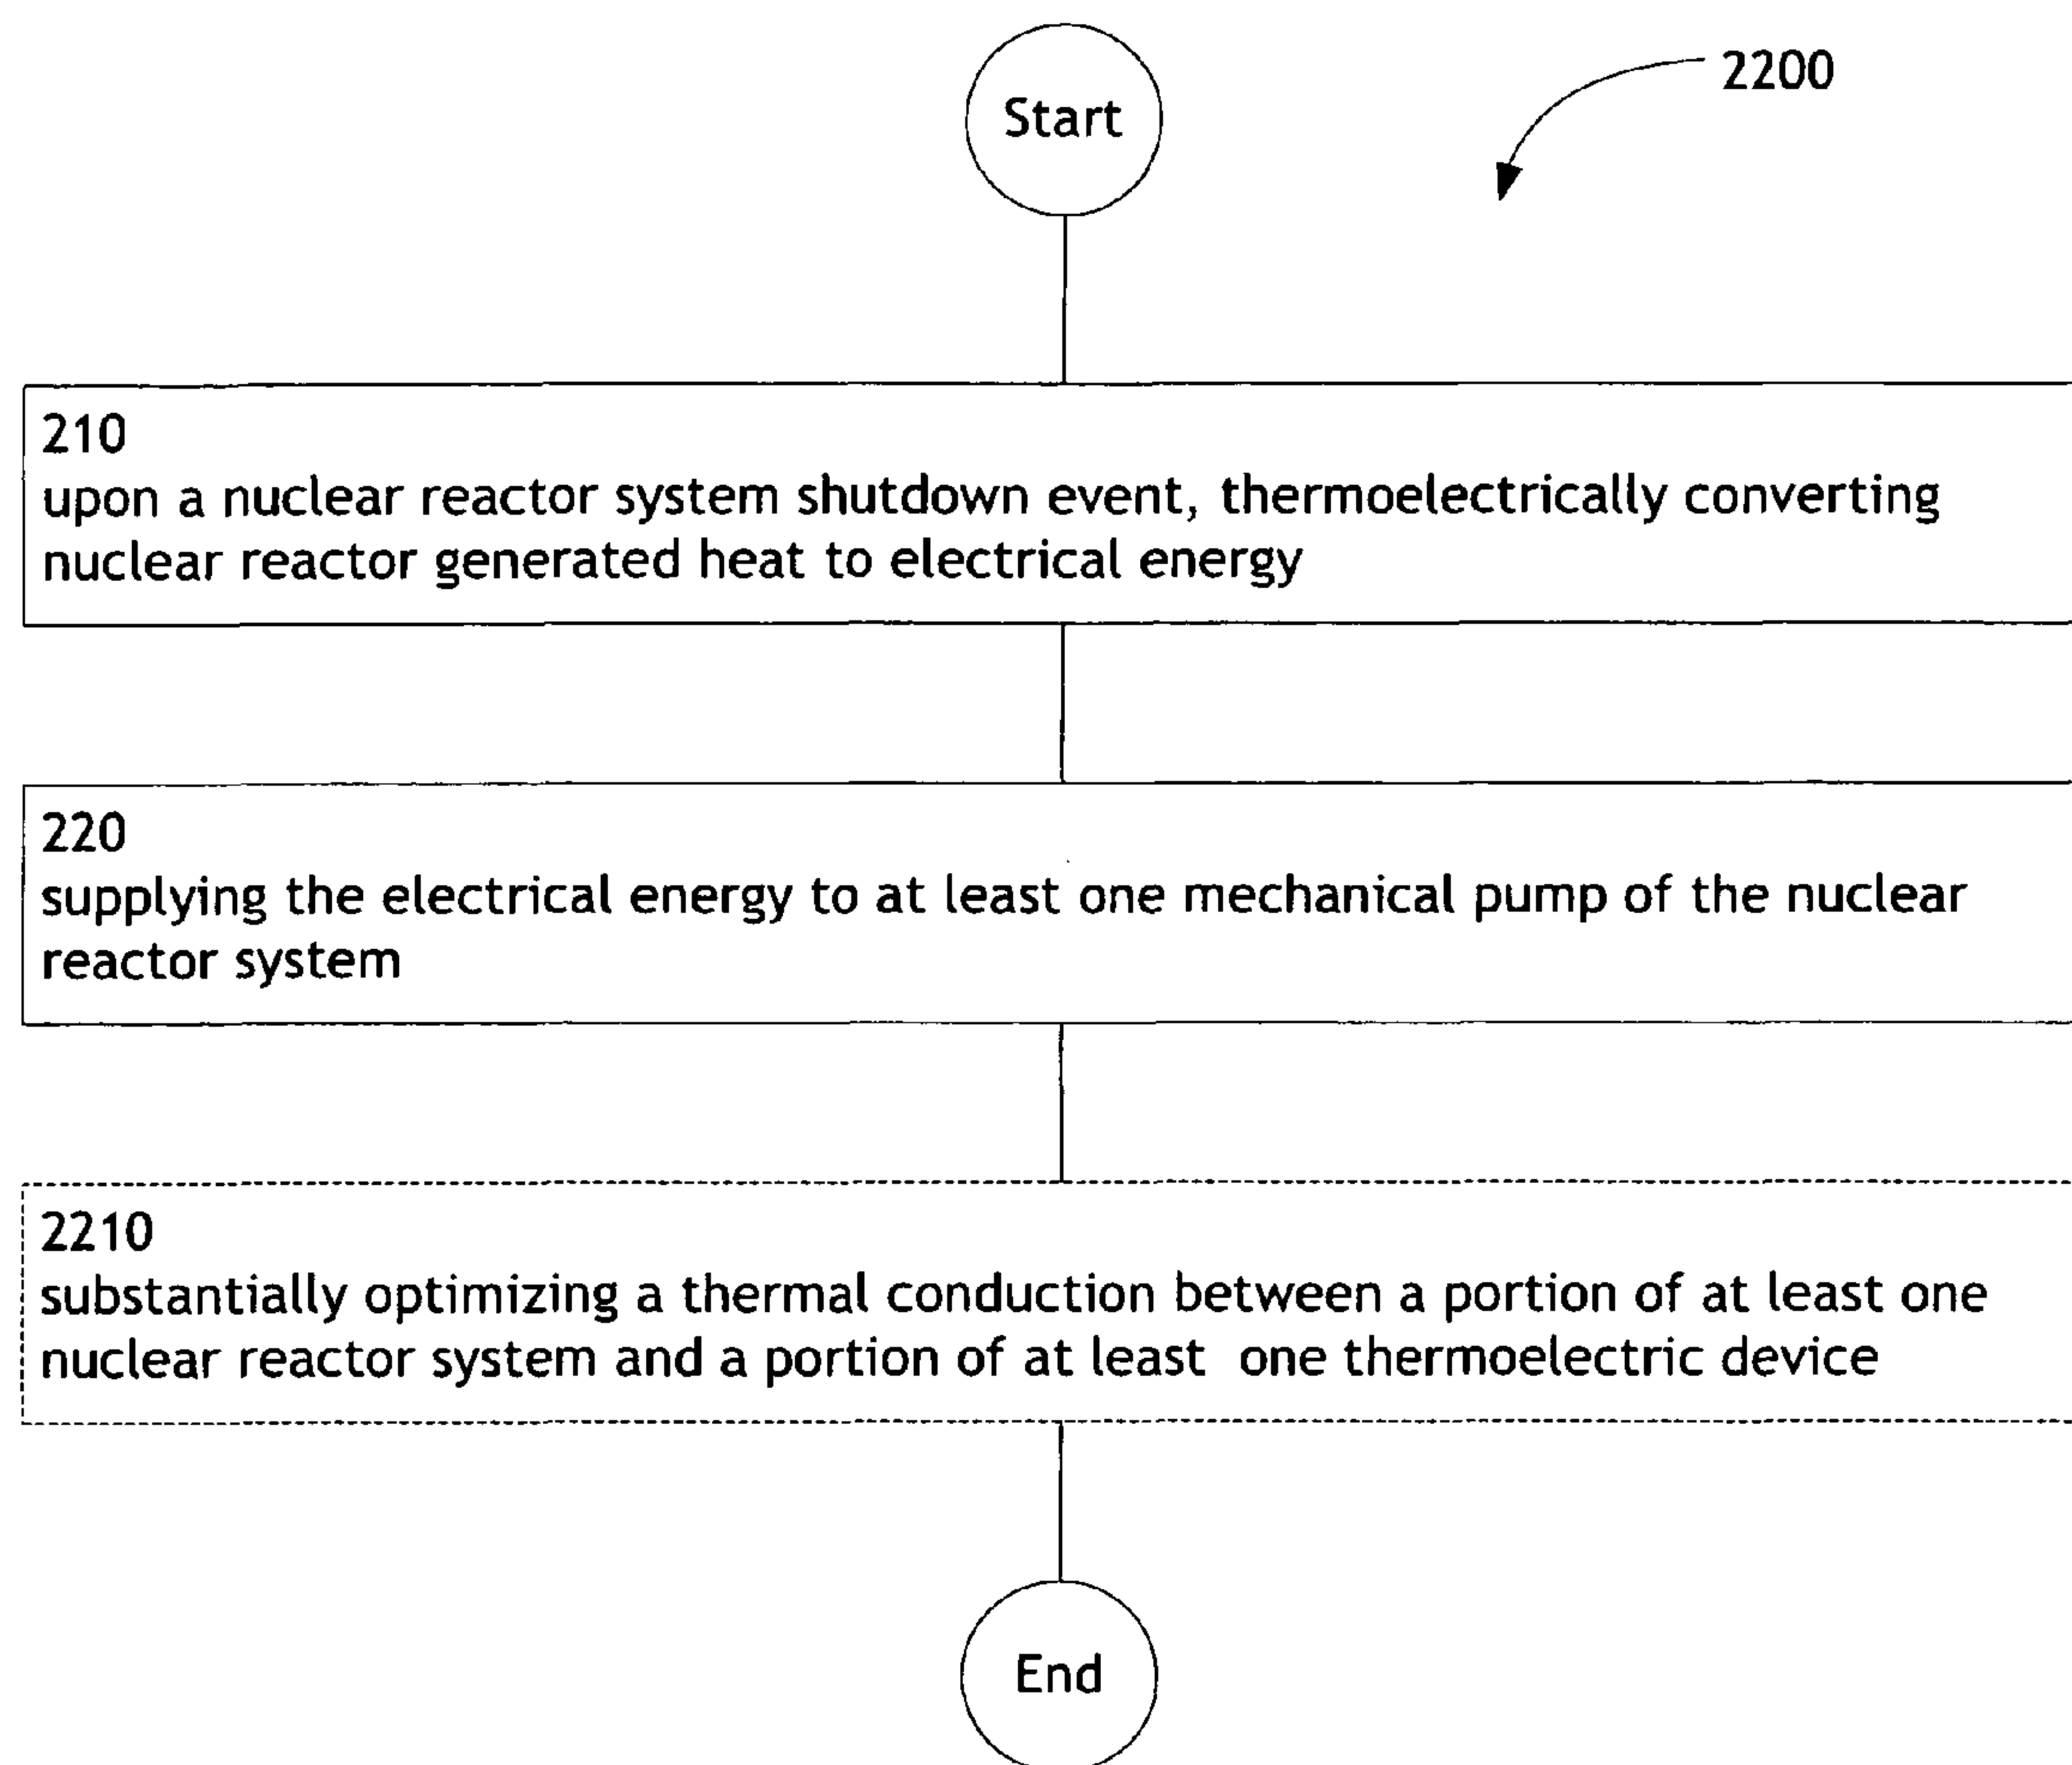 Start
2200
210
upon a nuclear reactor system shutdown event, thermoelectrically converting
nuclear reactor generated heat to electrical energy
220
supplying the electrical energy to at least one mechanical pump of the nuclear
reactor system
2210
substantially optimizing a thermal conduction between a portion of at least one
nuclear reactor system and a portion of at least one thermoelectric device
End